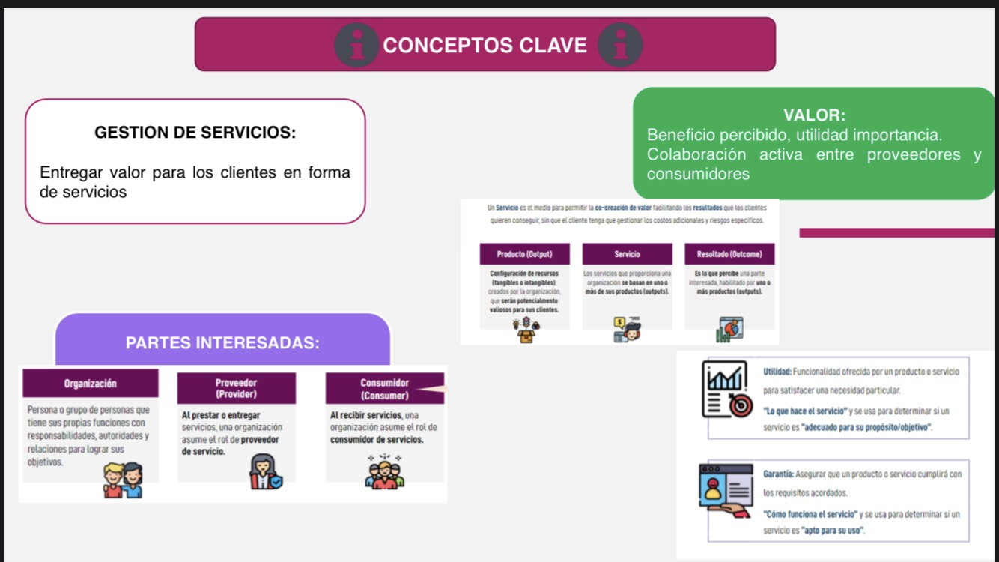 CONCEPTOS CLAVE
GESTION DE SERVICIOS:
Entregar valor para los clientes en forma
de servicios
VALOR:
Beneficio percibido, utilidad importancia.
Colaboración activa entre proveedores y
consumidores
Un Servicio es el medio para permitir la co-creación de valor facilitando los resultados que los clientes
quieren conseguir, sin que el cliente tenga que gestionar los costos adicionales y riesgos específicos.
Producto (Output)
Configuración de recursos
(tangibles o intangibles),
creados por la organización,
que serán potencialmente
valiosos para sus clientes.
Servicio
Los servicios que proporciona una
organización se basan en uno o
más de sus productos (outputs).
Resultado (Outcome)
Es lo que percibe una parte
interesada, habilitado por uno o
más productos (outputs).
PARTES INTERESADAS:
Organización
Persona o grupo de personas que
tiene sus propias funciones con
responsabilidades, autoridades y
relaciones para lograr sus
objetivos.
Proveedor
(Provider)
Al prestar o entregar
servicios, una organización
asume el rol de proveedor
de servicio.
Consumidor
(Consumer)
Al recibir servicios, una
organización asume el rol de
consumidor de servicios.
Utilidad: Funcionalidad ofrecida por un producto o servicio
para satisfacer una necesidad particular.
"Lo que hace el servicio" y se usa para determinar si un
servicio es "adecuado para su propósito/objetivo".
Garantía: Asegurar que un producto o servicio cumplirá con
los requisitos acordados.
"Cómo funciona el servicio" y se usa para determinar si un
servicio es "apto para su uso".